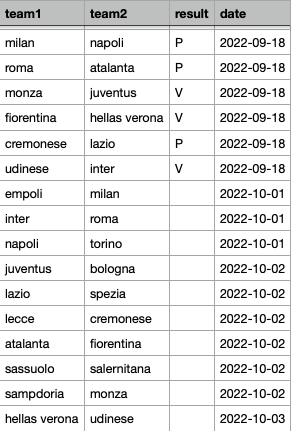 team1 team2 result date
milan napoli P 2022-09-18
roma atalanta P 2022-09-18
monza juventus V 2022-09-18
fiorentina hellas verona V 2022-09-18
cremonese lazio P 2022-09-18
udinese inter V 2022-09-18
empoli milan 2022-10-01
inter roma 2022-10-01
napoli torino 2022-10-01
juventus bologna 2022-10-02
lazio spezia 2022-10-02
lecce cremonese 2022-10-02
atalanta fiorentina 2022-10-02
sassuolo salernitana 2022-10-02
sampdoria monza 2022-10-02
hellas verona udinese 2022-10-03